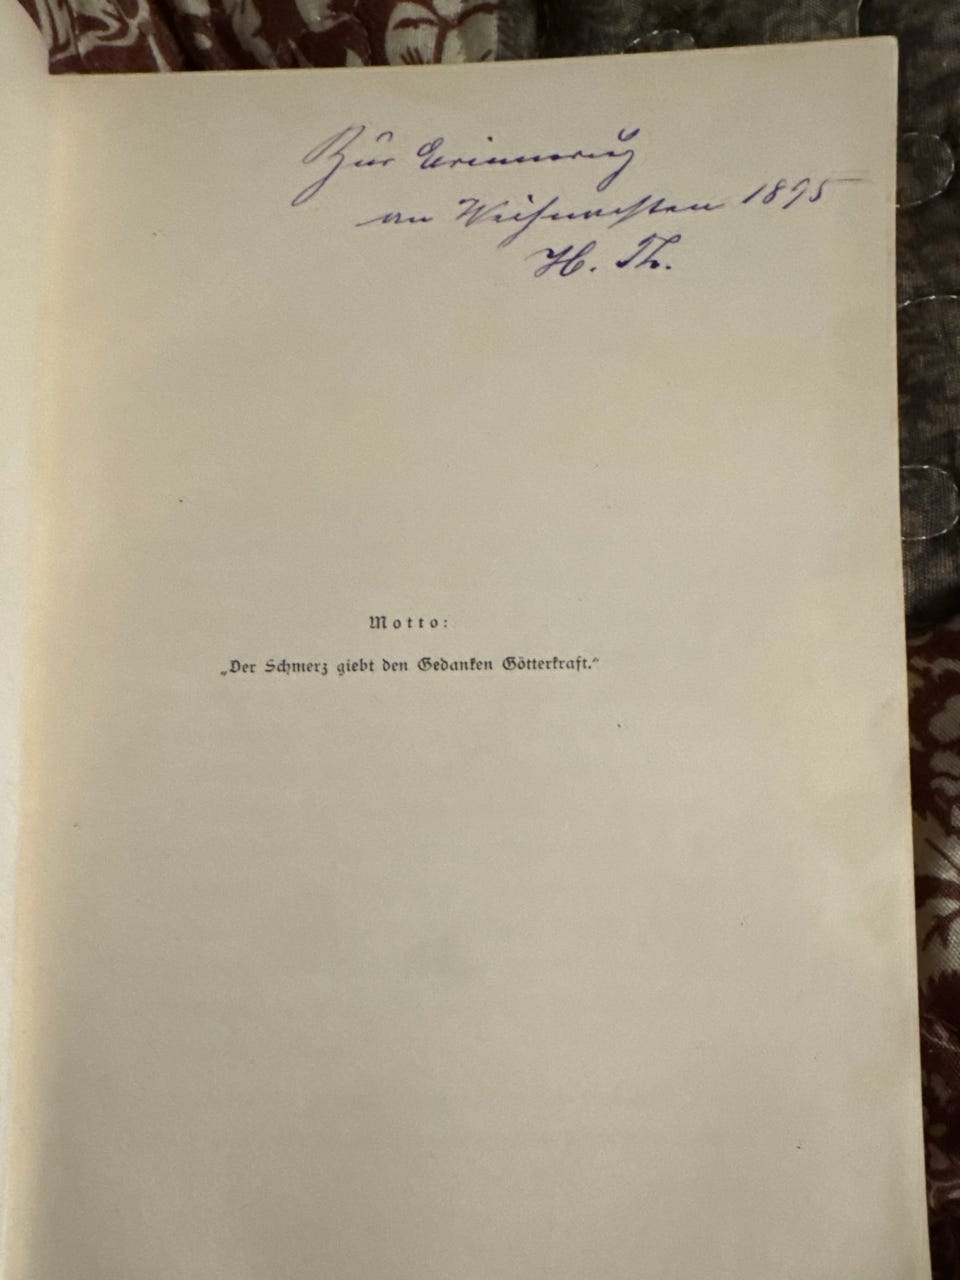 Zur Erinnerung
an Weihnachten 1895
H. Th.
Motto:
„Der Schmerz giebt den Gedanken Götterkraft.“